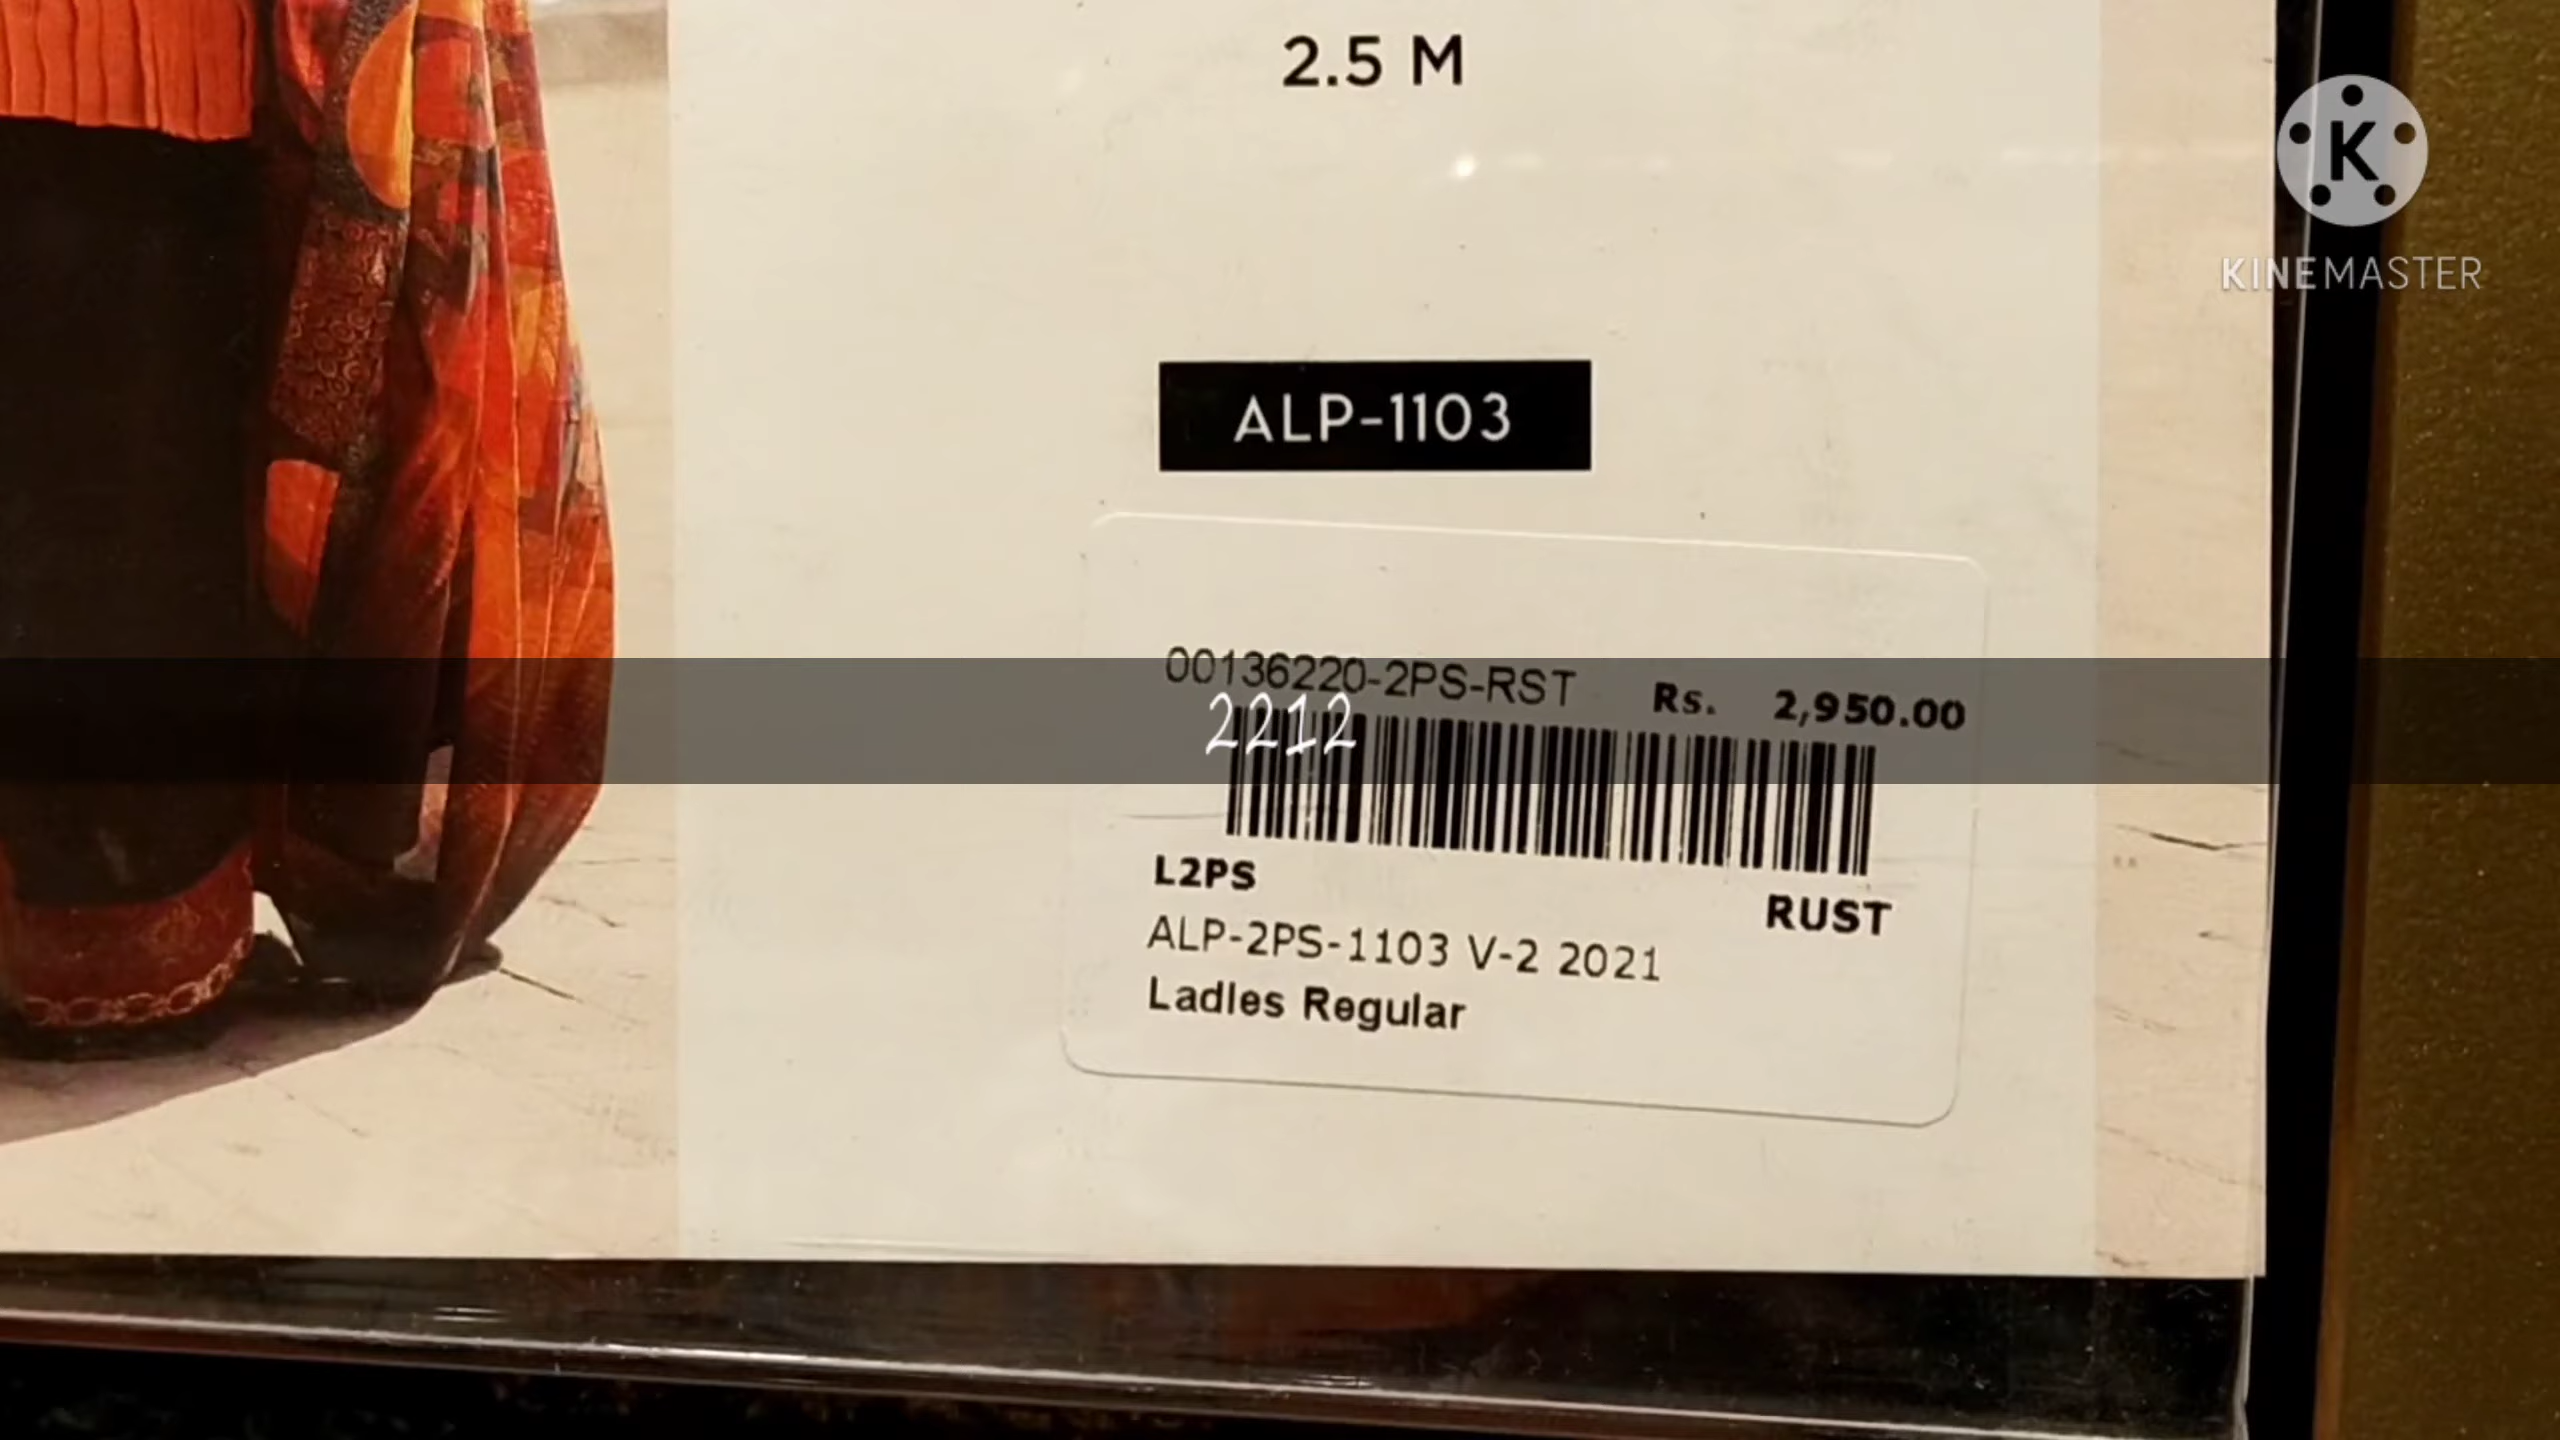 2.5 M
KINEMASTER
ALP-1103
00136220-2PS-RST Rs. 2,950.00
2212
L2PS
RUST
ALP-2PS-1103 V-2 2021
Ladles Regular